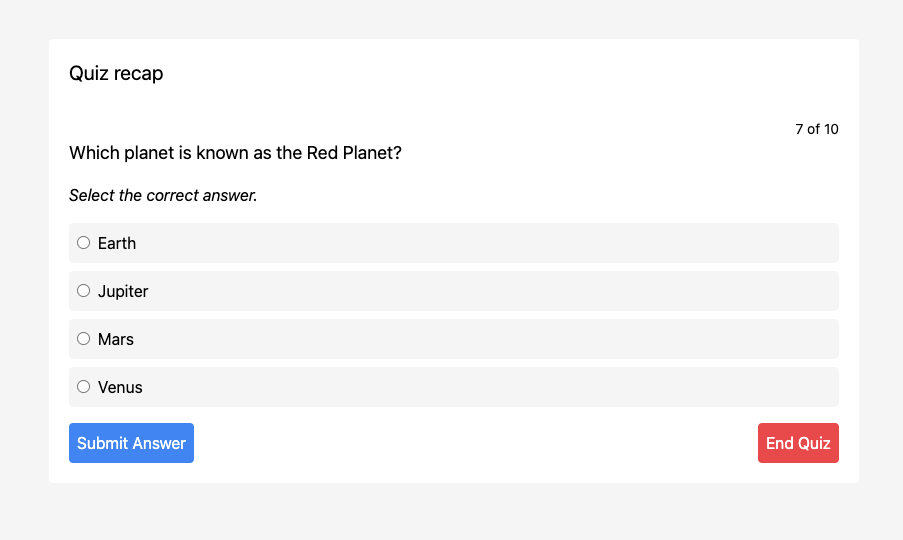 Quiz recap
7 of 10
Which planet is known as the Red Planet?
Select the correct answer.
Earth
Jupiter
Mars
Venus
Submit Answer
End Quiz